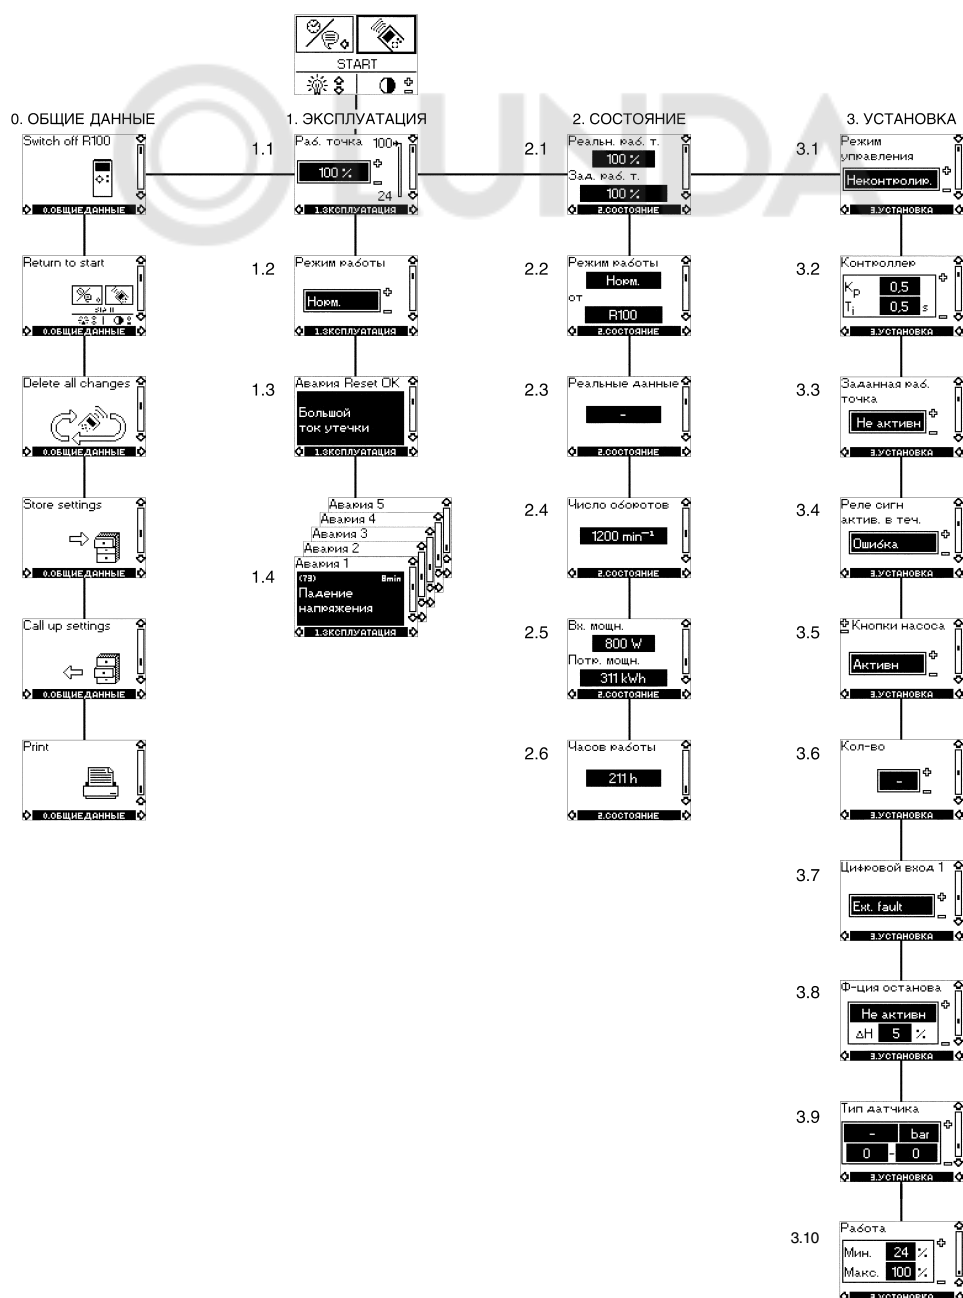 START
LUNDA
0. ОБЩИЕ ДАННЫЕ
Switch off R100
0.ОБЩИЕ ДАННЫЕ
Return to start
START
0.ОБЩИЕ ДАННЫЕ
Delete all changes
0.ОБЩИЕ ДАННЫЕ
Store settings
0.ОБЩИЕ ДАННЫЕ
Call up settings
0.ОБЩИЕ ДАННЫЕ
Print
0.ОБЩИЕ ДАННЫЕ
1. ЭКСПЛУАТАЦИЯ
1.1
Раб. точка 100
100 %
24
1.ЭКСПЛУАТАЦИЯ
1.2
Режим работы
Норм.
1.ЭКСПЛУАТАЦИЯ
1.3
Авария Reset OK
Большой
ток утечки
1.ЭКСПЛУАТАЦИЯ
1.4
Авария 5
Авария 4
Авария 3
Авария 2
Авария 1
(73) 8min
Падение
напряжения
1.ЭКСПЛУАТАЦИЯ
2. СОСТОЯНИЕ
2.1
Реальн. раб. т.
100 %
Зад. раб. т.
100 %
2.СОСТОЯНИЕ
2.2
Режим работы
Норм.
от
R100
2.СОСТОЯНИЕ
2.3
Реальные данные
-
2.СОСТОЯНИЕ
2.4
Число оборотов
1200 min⁻¹
2.СОСТОЯНИЕ
2.5
Вх. мощн.
800 W
Потр. мощн.
311 kWh
2.СОСТОЯНИЕ
2.6
Часов работы
211 h
2.СОСТОЯНИЕ
3. УСТАНОВКА
3.1
Режим
управления
Неконтролир.
3.УСТАНОВКА
3.2
Контроллер
Kp 0,5
Ti 0,5 s
3.УСТАНОВКА
3.3
Заданная раб.
точка
Не активн
3.УСТАНОВКА
3.4
Реле сигн
актив. в теч.
Ошибка
3.УСТАНОВКА
3.5
Кнопки насоса
Активн
3.УСТАНОВКА
3.6
Кол-во
-
3.УСТАНОВКА
3.7
Цифровой вход 1
Ext. fault
3.УСТАНОВКА
3.8
Ф-ция останова
Не активн
ΔH 5 %
3.УСТАНОВКА
3.9
Тип датчика
- bar
0 - 0
3.УСТАНОВКА
3.10
Работа
Мин. 24 %
Макс. 100 %
3.УСТАНОВКА